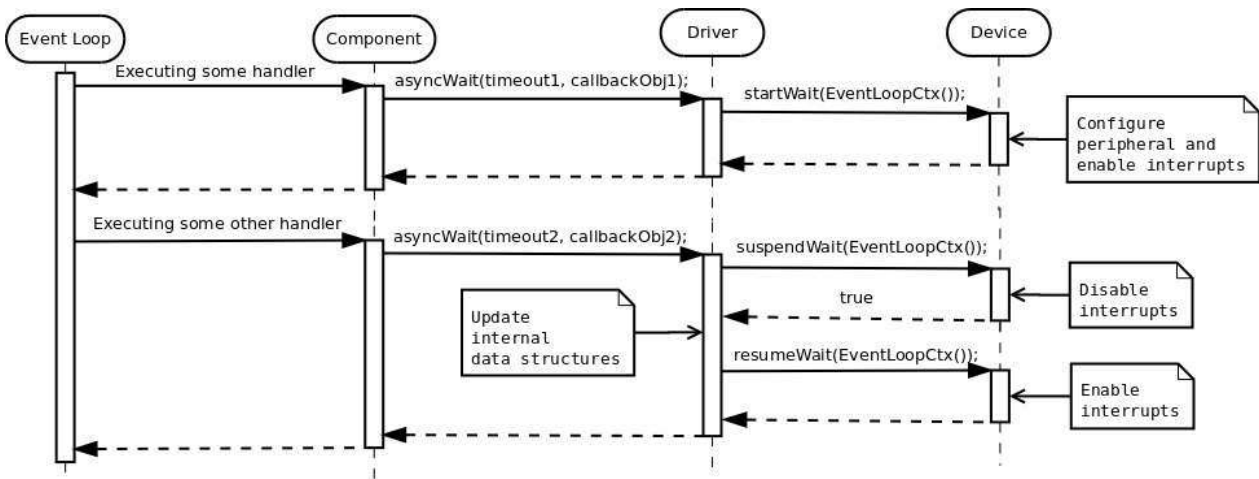 Event Loop
Component
Driver
Device
Executing some handler
asyncWait(timeout1, callbackObj1);
startWait(EventLoopCtx());
Configure
peripheral and
enable interrupts
Executing some other handler
asyncWait(timeout2, callbackObj2);
suspendWait(EventLoopCtx());
Disable
interrupts
true
Update
internal
data structures
resumeWait(EventLoopCtx());
Enable
interrupts